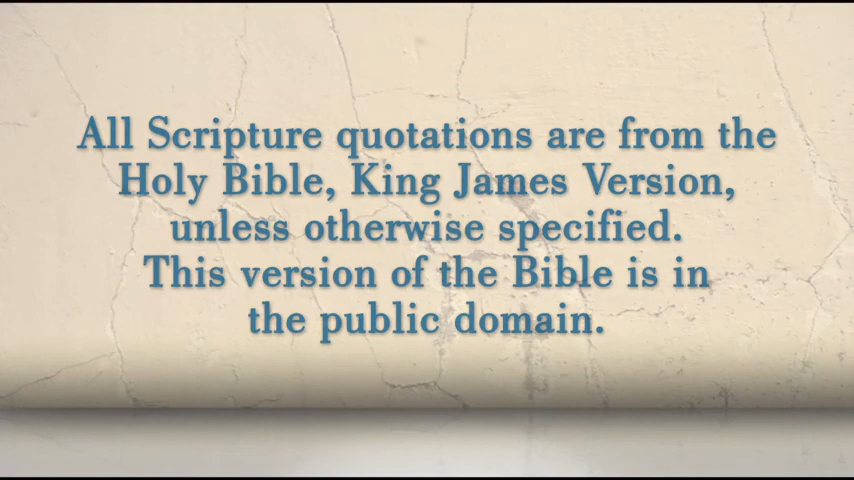 All Scripture quotations are from the
Holy Bible, King James Version,
unless otherwise specified.
This version of the Bible is in
the public domain.